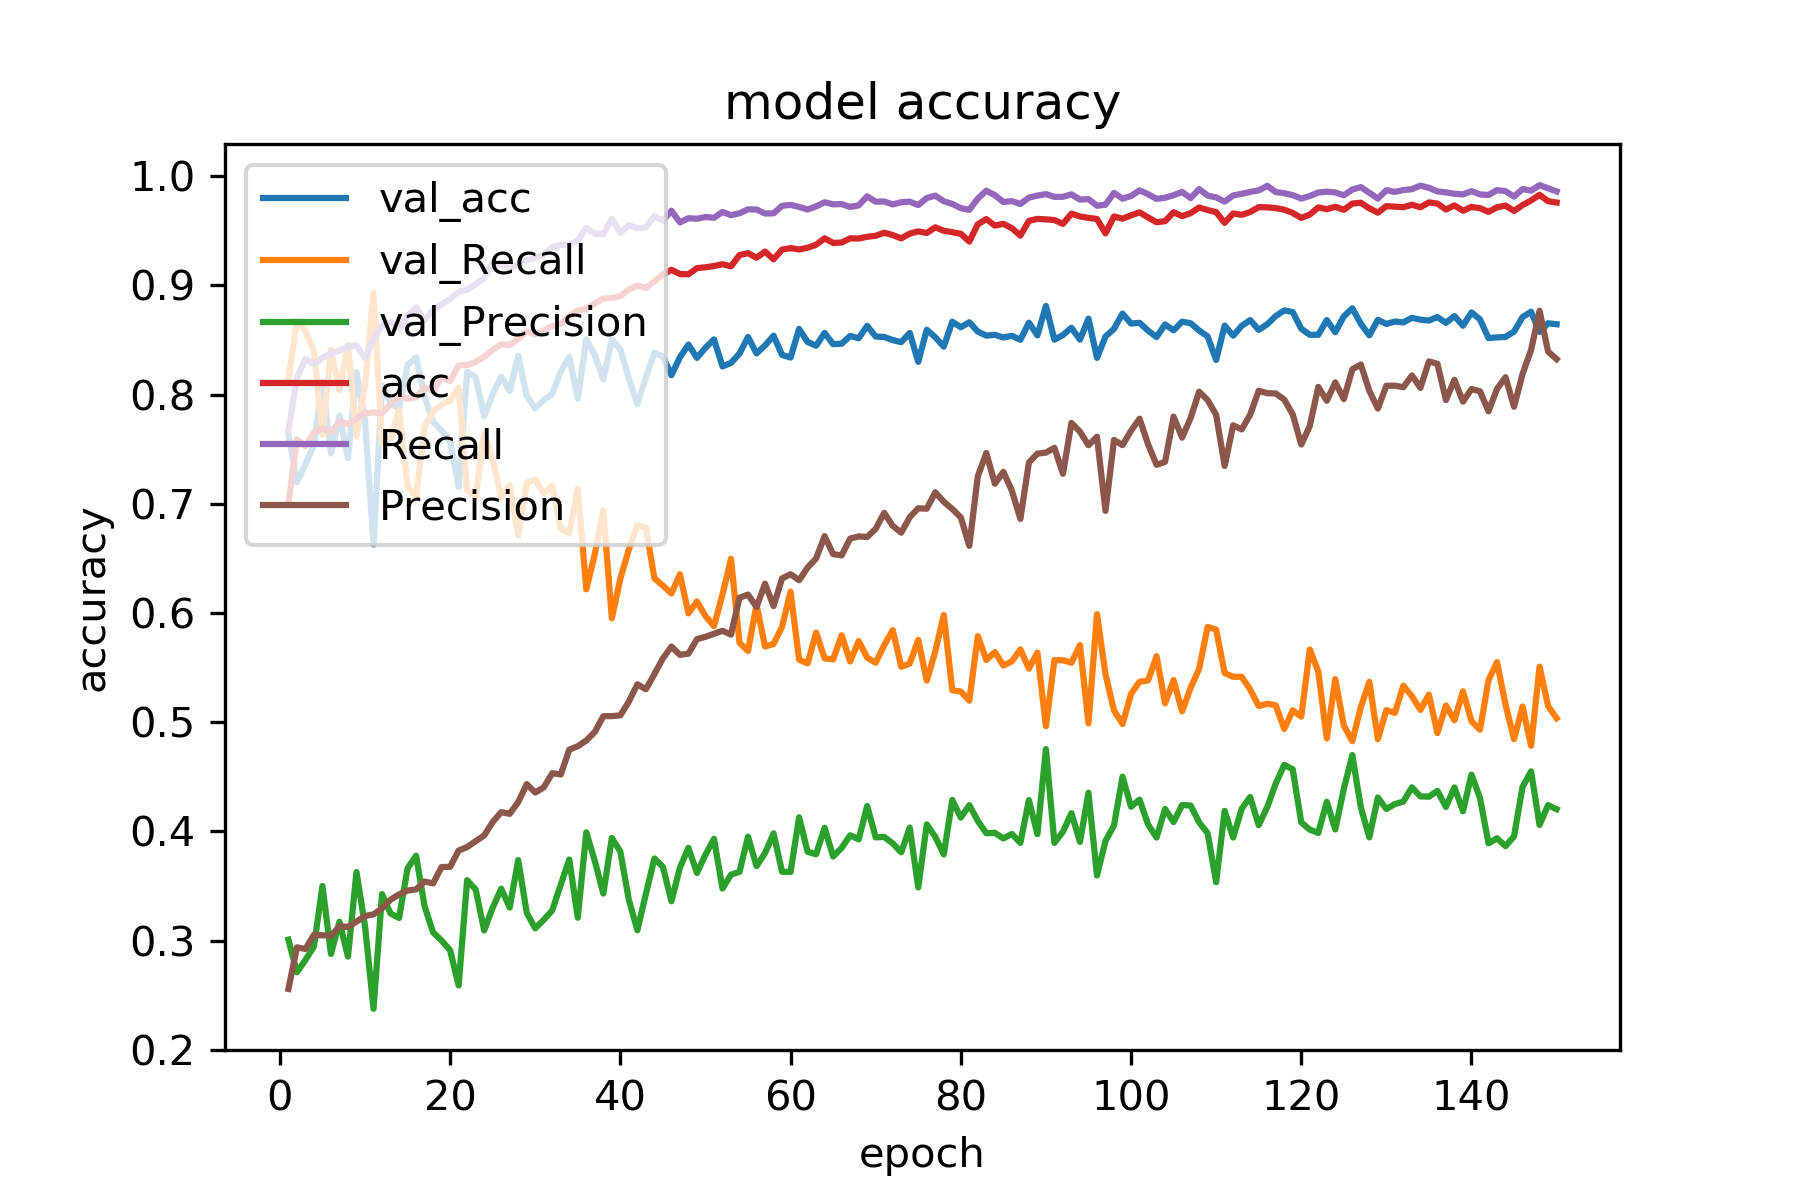 model accuracy
1.0
0.9
0.8
0.7
0.6
0.5
0.4
0.3
0.2
accuracy
val_acc
val_Recall
val_Precision
acc
Recall
Precision
0 20 40 60 80 100 120 140
epoch